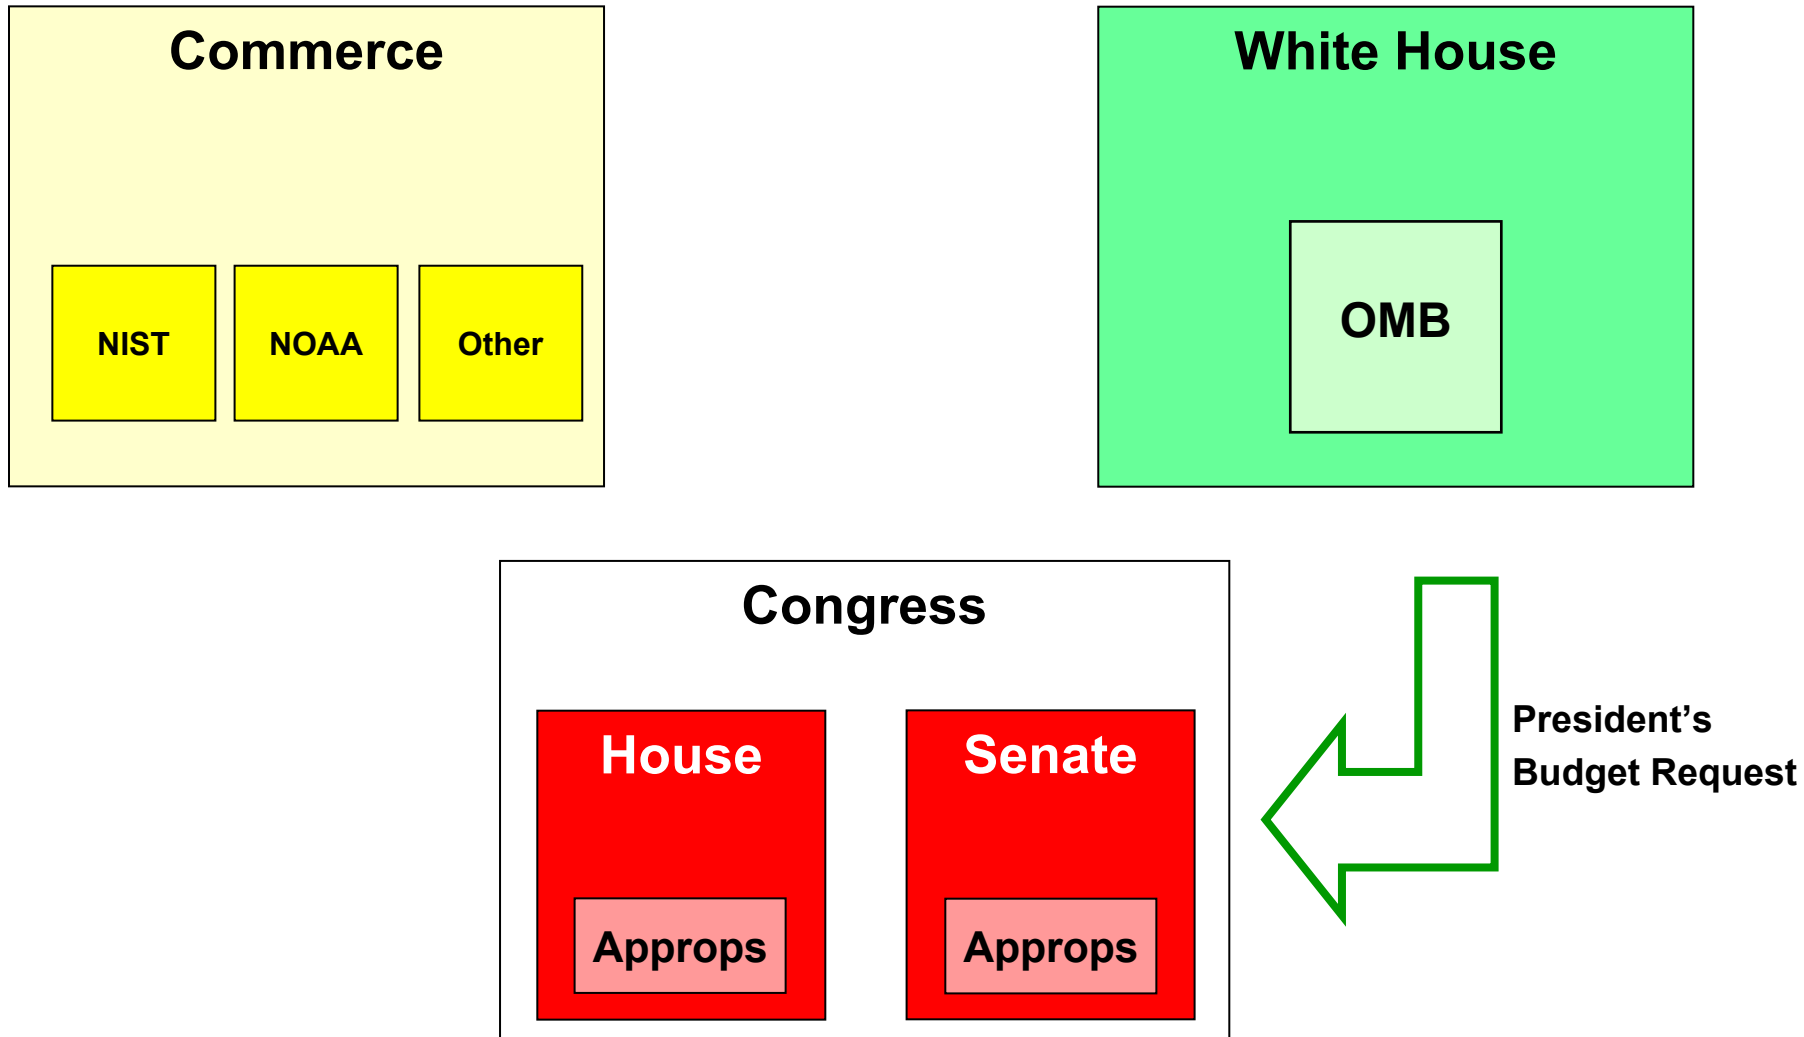 Commerce
White House
NIST
NOAA
Other
OMB
Congress
House
Senate
President’s
Budget Request
Approps
Approps